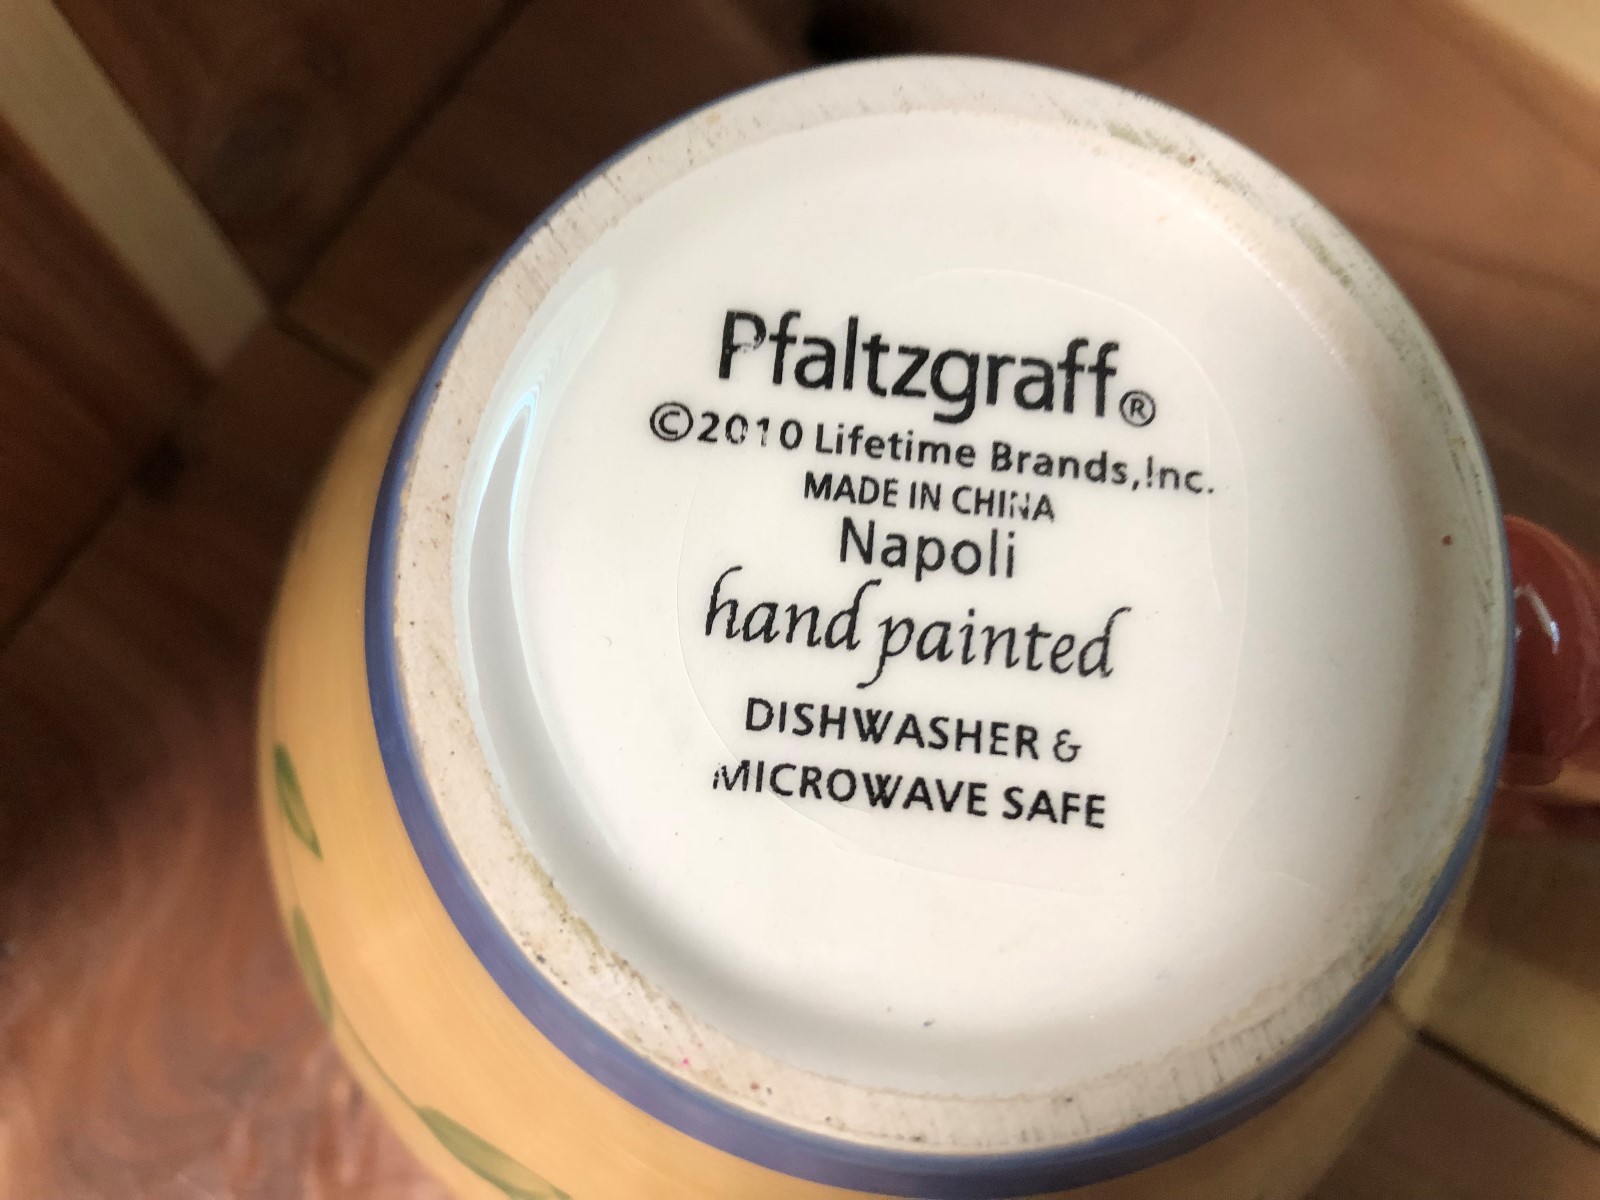 Pfaltzgraff®
©2010 Lifetime Brands,Inc.
MADE IN CHINA
Napoli
hand painted
DISHWASHER &
MICROWAVE SAFE